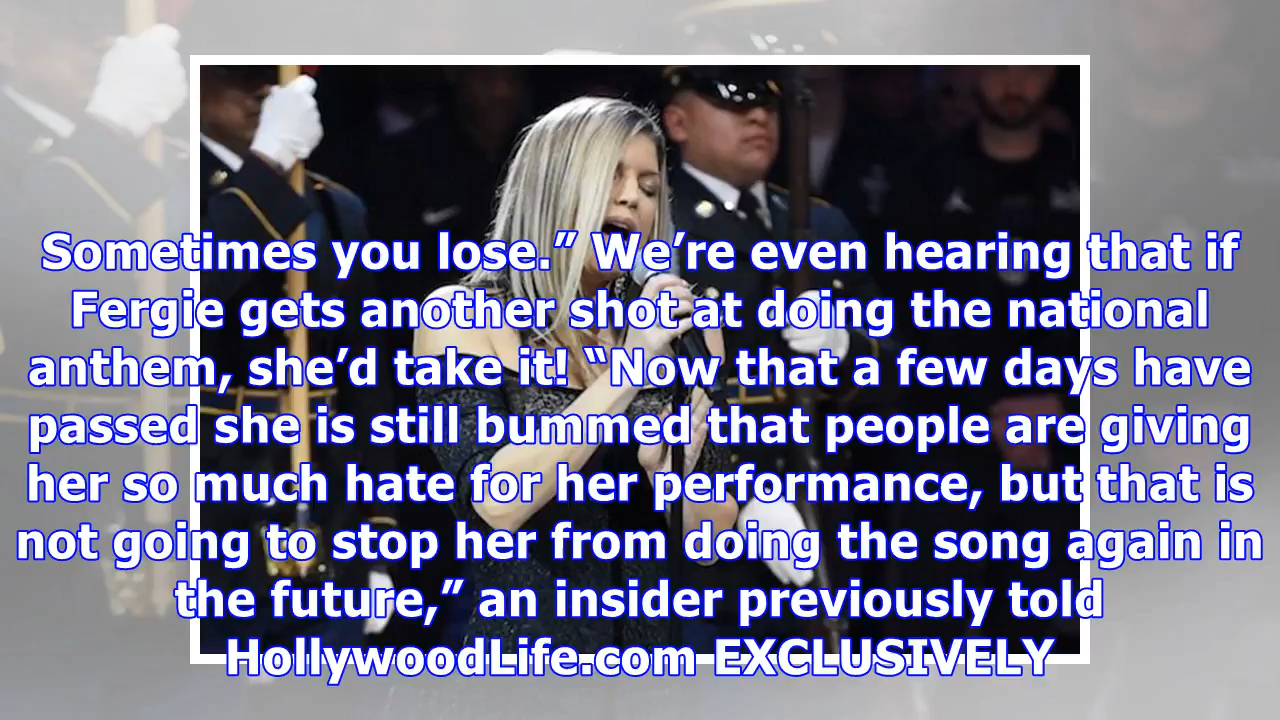 Sometimes you lose.” We’re even hearing that if
Fergie gets another shot at doing the national
anthem, she’d take it! “Now that a few days have
passed she is still bummed that people are giving
her so much hate for her performance, but that is
not going to stop her from doing the song again in
the future,” an insider previously told
HollywoodLife.com EXCLUSIVELY